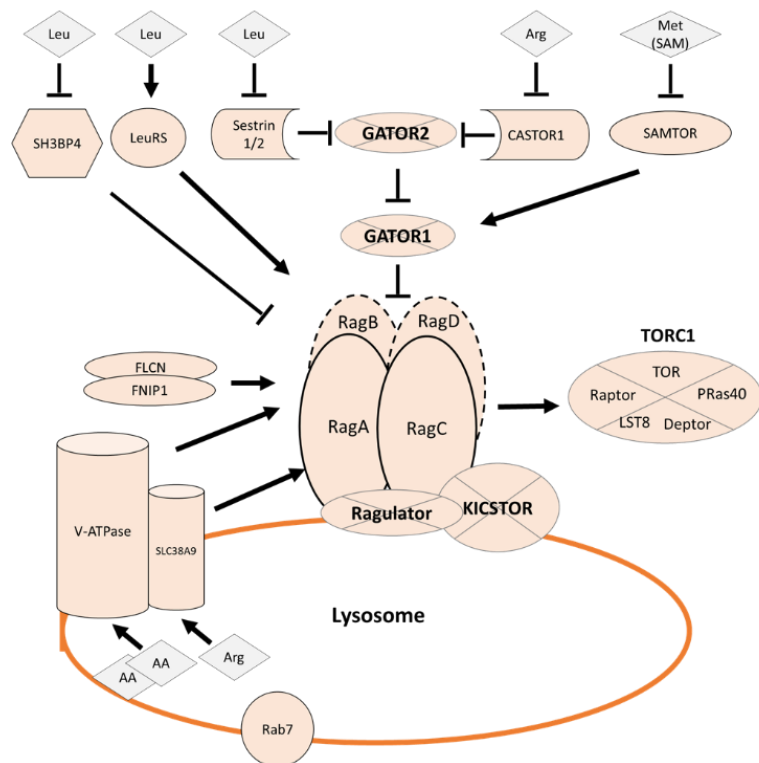 Leu
Leu
Leu
Arg
Met
(SAM)
SH3BP4
LeuRS
Sestrin
1/2
GATOR2
CASTOR1
SAMTOR
GATOR1
RagB
RagD
TORC1
FLCN
FNIP1
TOR
Raptor
PRas40
LST8
Deptor
RagA
RagC
V-ATPase
SLC38A9
Ragulator
KICSTOR
Lysosome
AA
AA
Arg
Rab7